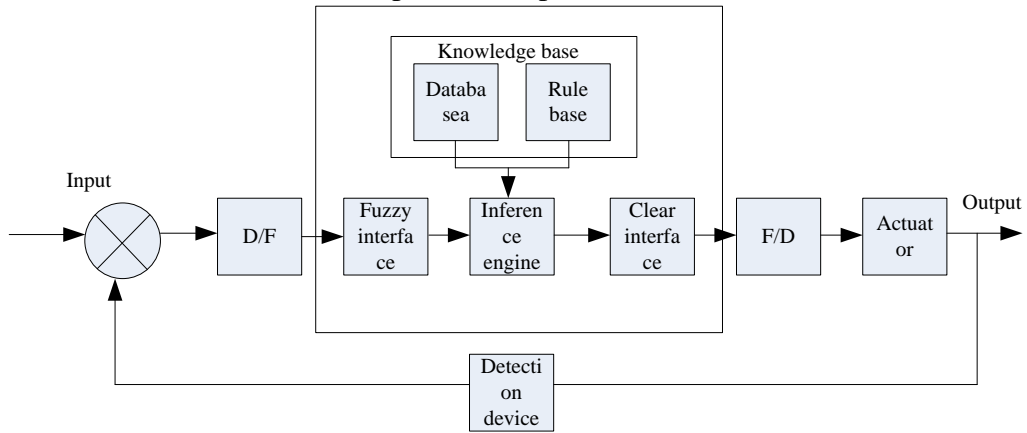 Knowledge base
Databa
sea
Rule
base
Input
D/F
Fuzzy
interfa
ce
Inferen
ce
engine
Clear
interfa
ce
F/D
Actuat
or
Output
Detecti
on
device